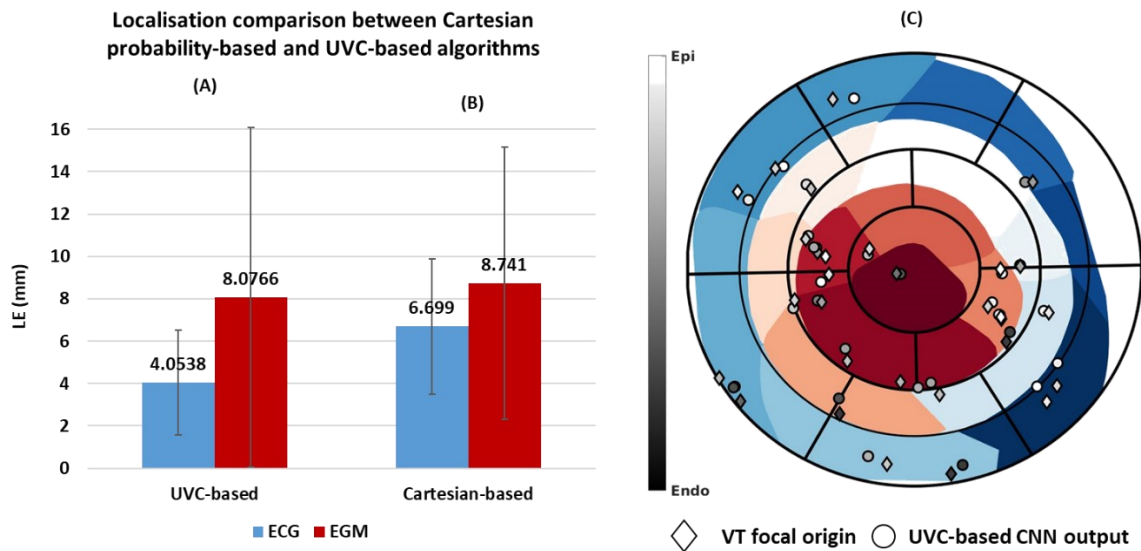 Localisation comparison between Cartesian
probability-based and UVC-based algorithms
(A)
(B)
(C)
LE (mm)
16
14
12
10
8
6
4
2
0
4.0538
8.0766
6.699
8.741
UVC-based
Cartesian-based
ECG
EGM
Epi
Endo
VT focal origin
UVC-based CNN output